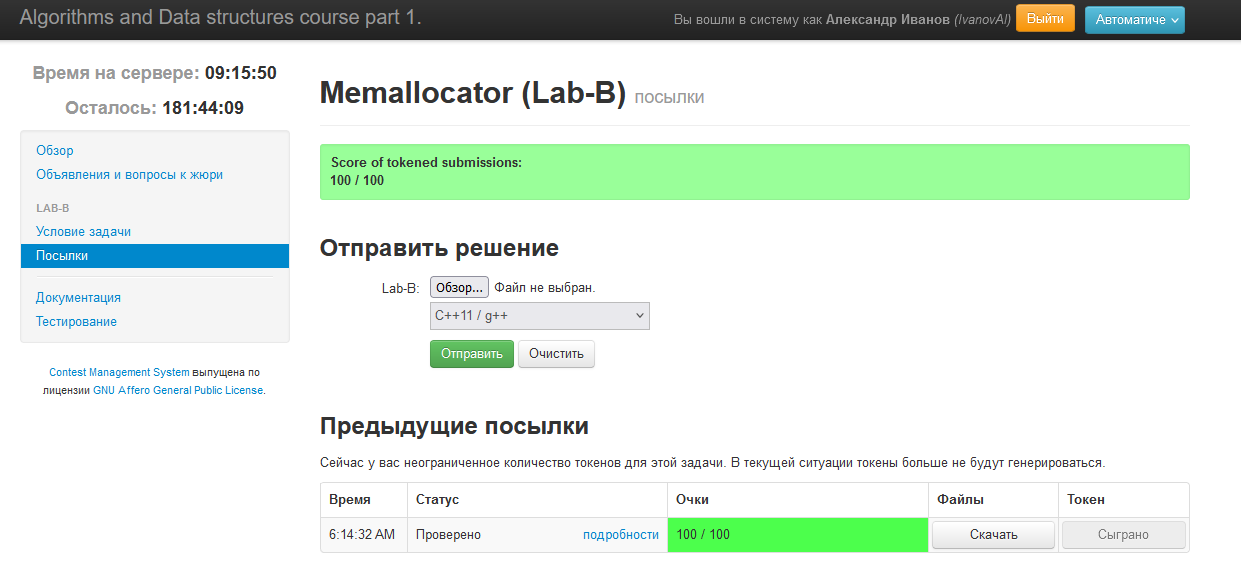 Algorithms and Data structures course part 1.
Вы вошли в систему как Александр Иванов (IvanovAI) Выйти Автоматиче
Время на сервере: 09:15:50
Осталось: 181:44:09
Обзор
Объявления и вопросы к жюри
LAB-B
Условие задачи
Посылки
Документация
Тестирование
Contest Management System выпущена по
лицензии GNU Affero General Public License.
Memallocator (Lab-B) посылки
Score of tokened submissions:
100 / 100
Отправить решение
Lab-B: Обзор... Файл не выбран.
C++11 / g++
Отправить Очистить
Предыдущие посылки
Сейчас у вас неограниченное количество токенов для этой задачи. В текущей ситуации токены больше не будут генерироваться.
Время Статус Очки Файлы Токен
6:14:32 AM Проверено подробности 100 / 100 Скачать Сыграно